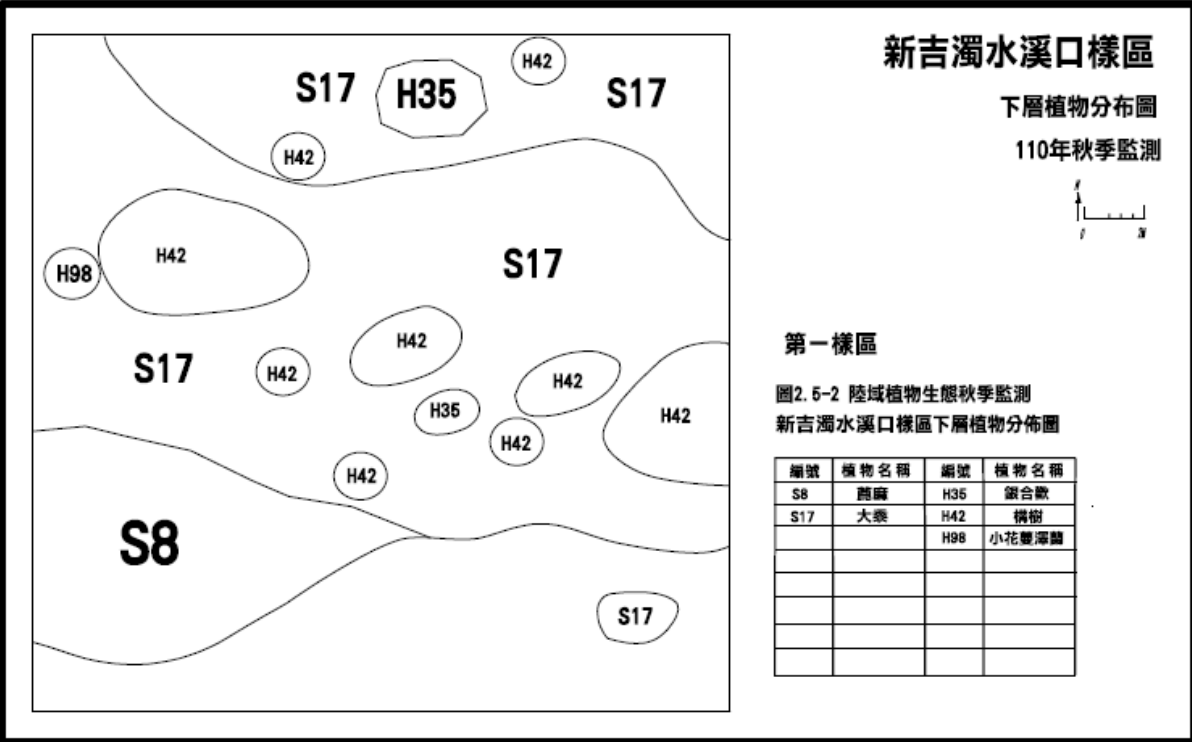 新吉濁水溪口樣區
下層植物分布圖
110年秋季監測
N
0
2M
S17
H35
H42
S17
H42
H42
H98
S17
S17
H42
H42
H42
H35
H42
H42
H42
S8
S17
第一樣區
圖2.5-2 陸域植物生態秋季監測
新吉濁水溪口樣區下層植物分佈圖
編號 植物名稱 編號 植物名稱
S8 蓖麻 H35 銀合歡
S17 大黍 H42 構樹
H98 小花蔓澤蘭